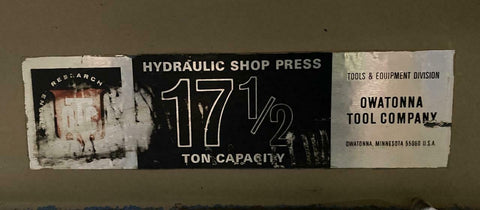 RESEARCH
HYDRAULIC SHOP PRESS
17 1/2
TON CAPACITY
TOOLS & EQUIPMENT DIVISION
OWATONNA
TOOL COMPANY
OWATONNA, MINNESOTA 55060 U.S.A.